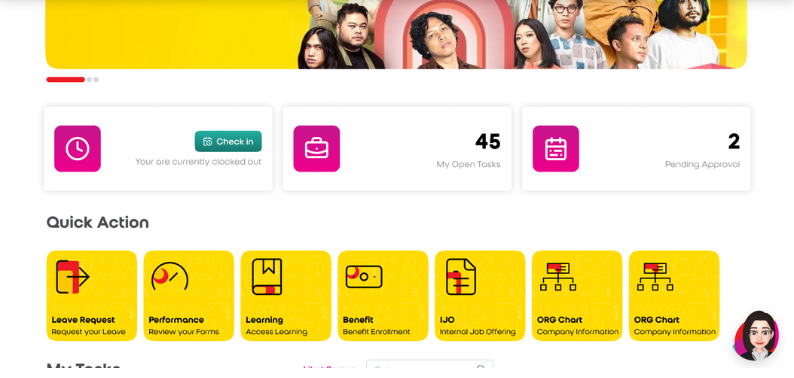 Check in
Your are currently clocked out
45
My Open Tasks
2
Pending Approval
Quick Action
Leave Request
Request your Leave
Performance
Review your Forms
Learning
Access Learning
Benefit
Benefit Enrollment
IJO
Internal Job Offering
ORG Chart
Company Information
ORG Chart
Company Information
My Tasks